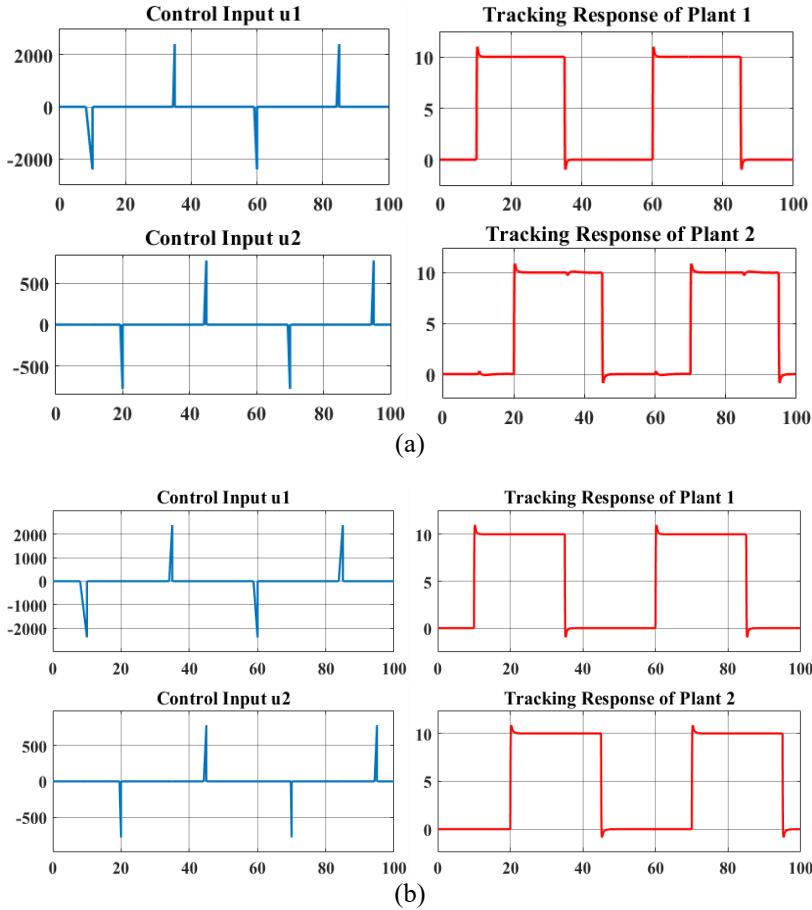 Control Input u1
2000
0
-2000
0 20 40 60 80 100
Tracking Response of Plant 1
10
5
0
0 20 40 60 80 100
Control Input u2
500
0
-500
0 20 40 60 80 100
Tracking Response of Plant 2
10
5
0
0 20 40 60 80 100
(a)
Control Input u1
2000
1000
0
-1000
-2000
0 20 40 60 80 100
Tracking Response of Plant 1
10
5
0
0 20 40 60 80 100
Control Input u2
500
0
-500
0 20 40 60 80 100
Tracking Response of Plant 2
10
5
0
0 20 40 60 80 100
(b)